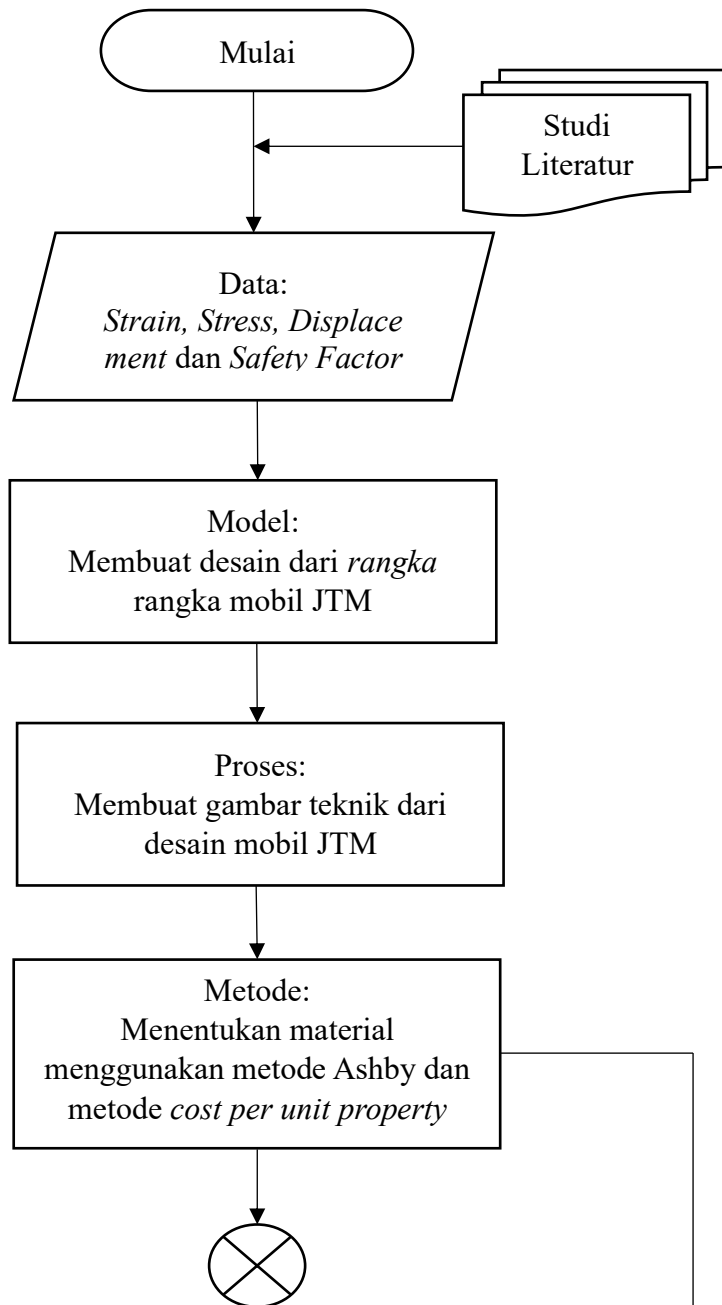 Mulai
Studi
Literatur
Data:
Strain, Stress, Displace
ment dan Safety Factor
Model:
Membuat desain dari rangka
rangka mobil JTM
Proses:
Membuat gambar teknik dari
desain mobil JTM
Metode:
Menentukan material
menggunakan metode Ashby dan
metode cost per unit property